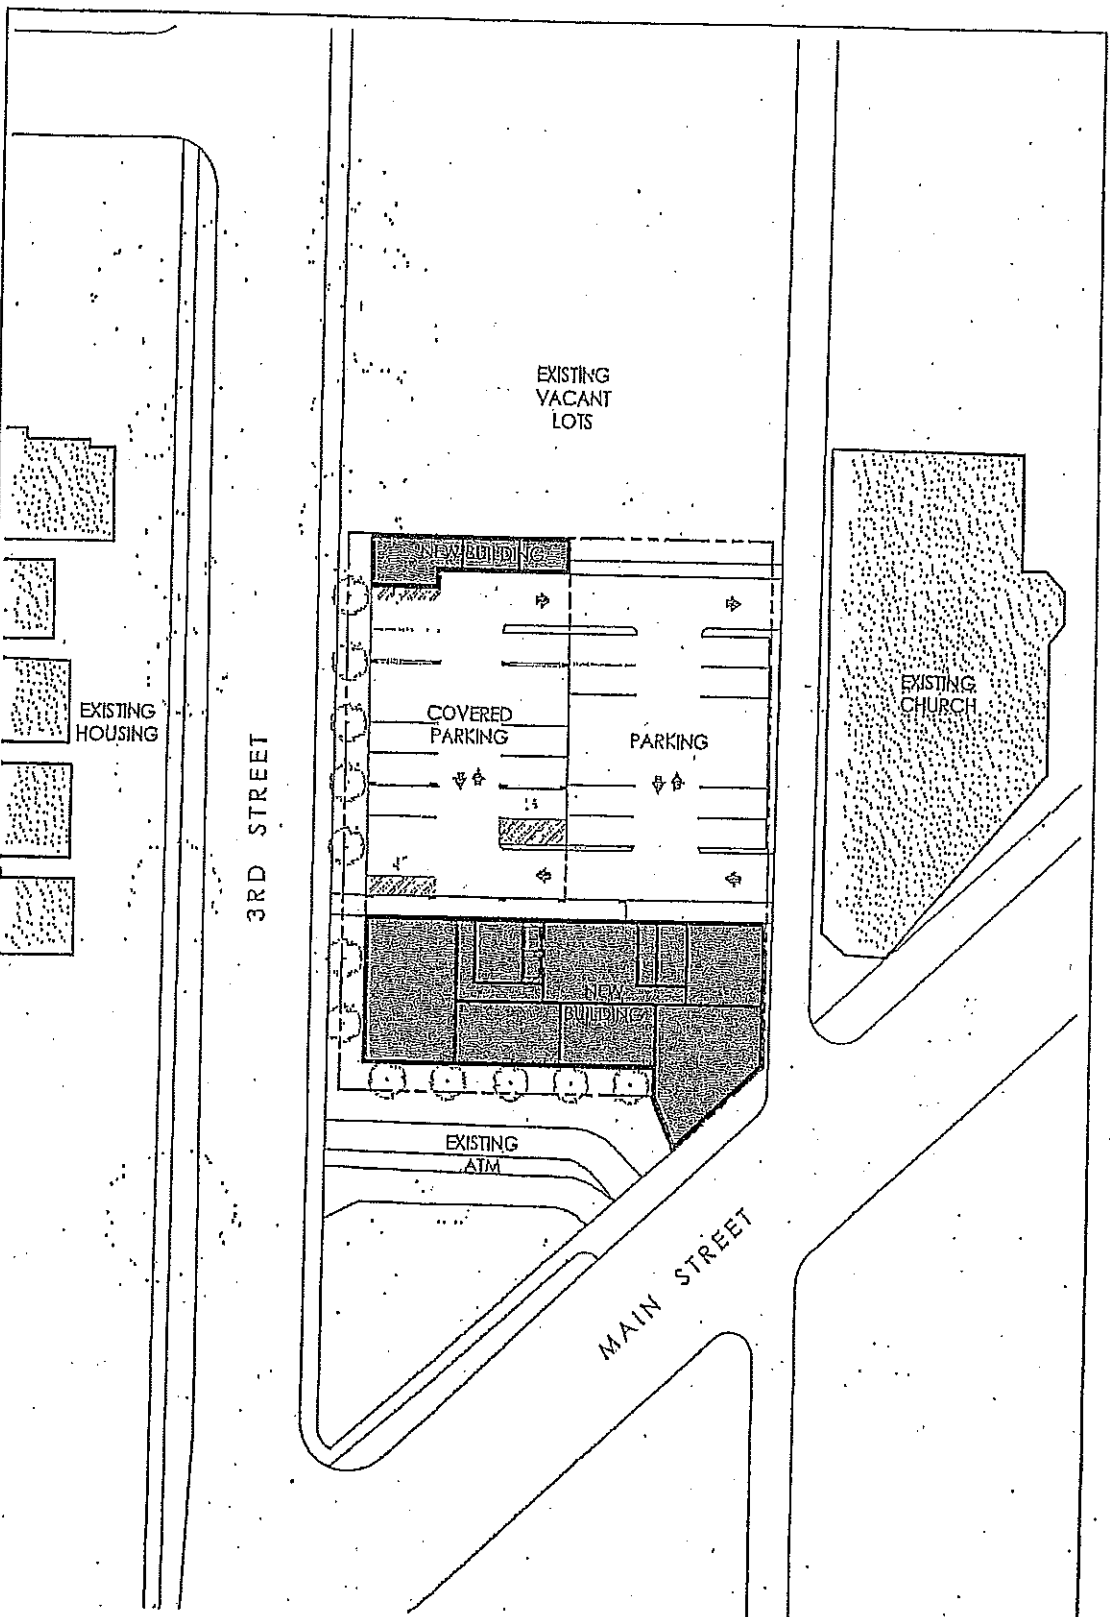 EXISTING
VACANT
LOTS
NEW BUILDING
EXISTING
HOUSING
3RD STREET
COVERED
PARKING
PARKING
EXISTING
CHURCH
NEW
BUILDING
EXISTING
ATM
MAIN STREET